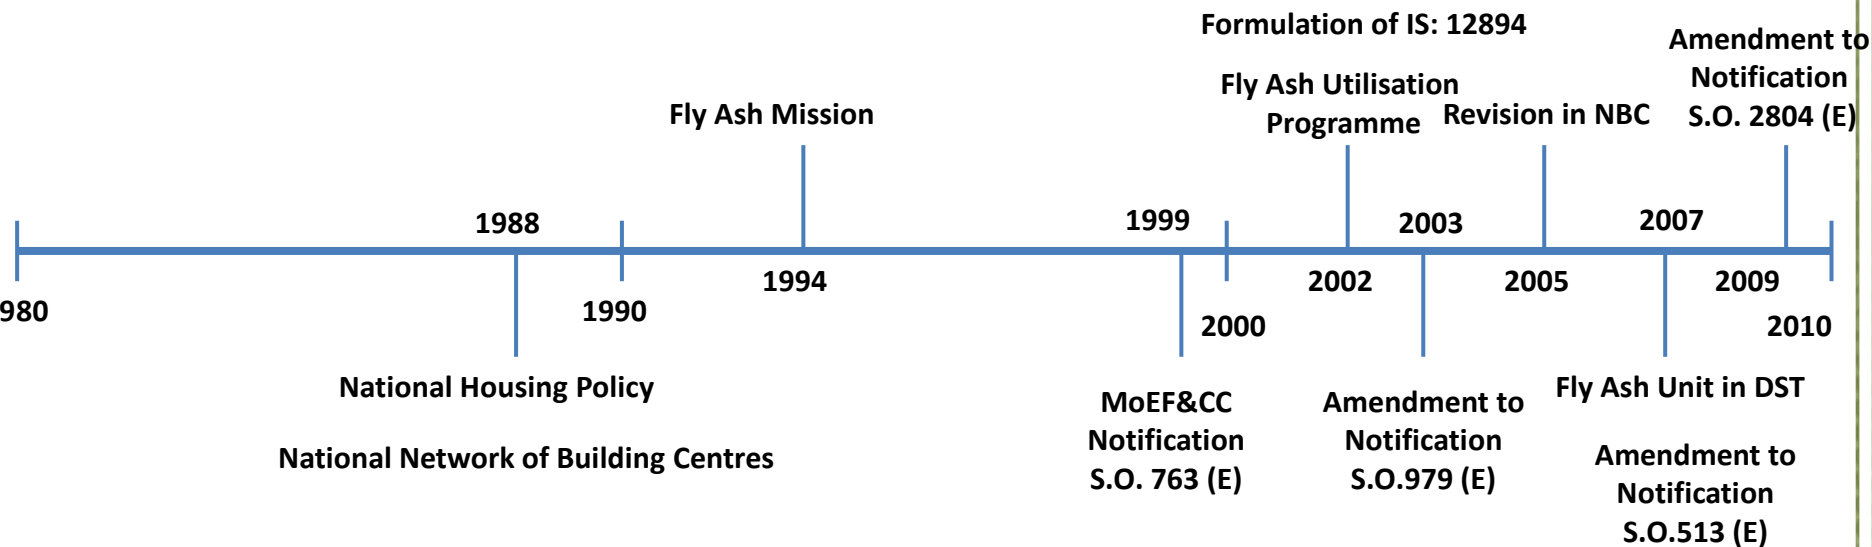 Formulation of IS: 12894
Fly Ash Utilisation
Programme
Amendment to
Notification
S.O. 2804 (E)
Fly Ash Mission
Revision in NBC
1988
1999
2003
2007
1994
2002
2005
2009
980
1990
2000
2010
National Housing Policy
National Network of Building Centres
MoEF&CC
Notification
S.O. 763 (E)
Amendment to
Notification
S.O.979 (E)
Fly Ash Unit in DST
Amendment to
Notification
S.O.513 (E)